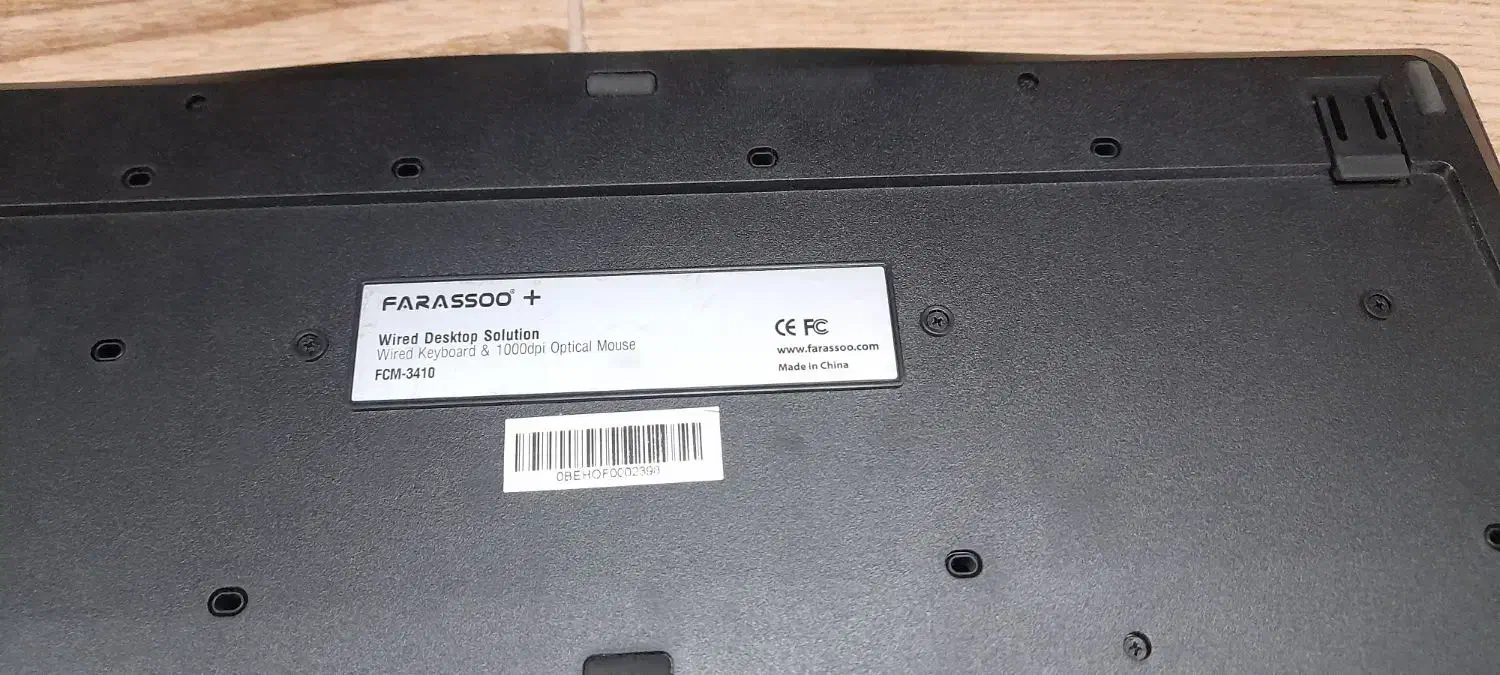 FARASSOO® +
Wired Desktop Solution
Wired Keyboard & 1000dpi Optical Mouse
FCM-3410
CE FC
www.farassoo.com
Made in China
0BEHOF0002398